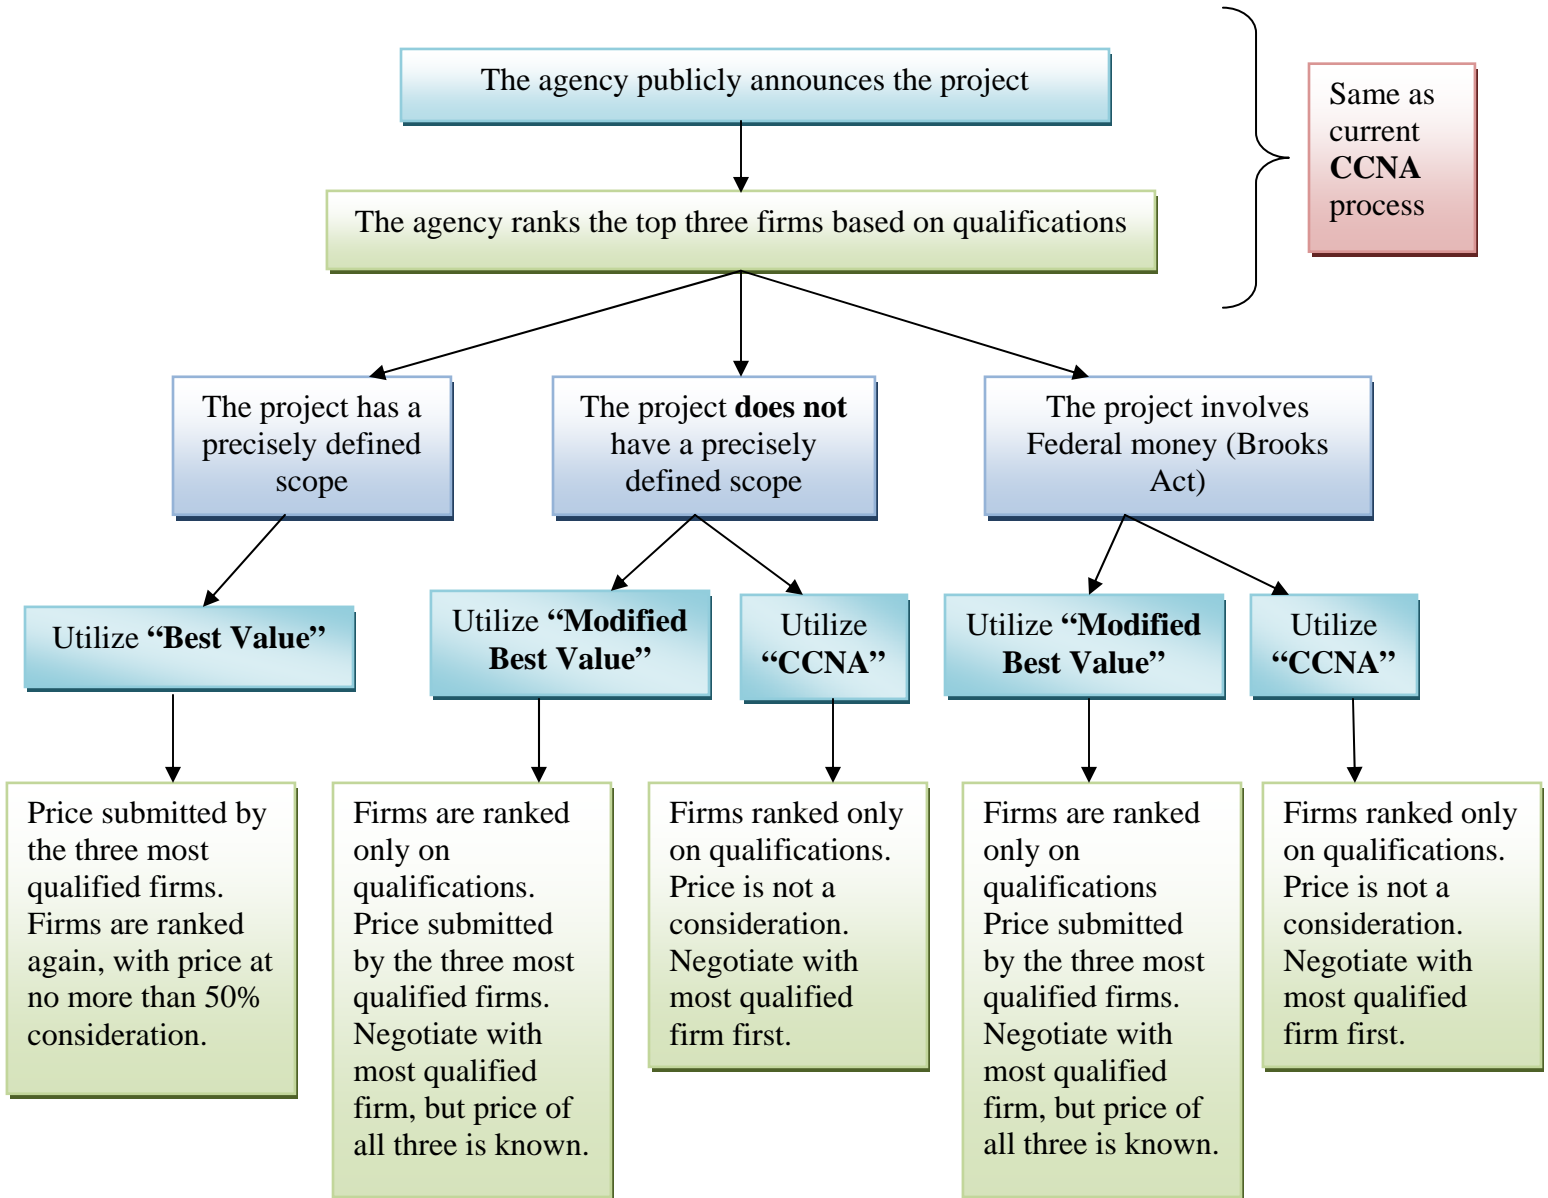 The agency publicly announces the project
Same as
current
CCNA
process
The agency ranks the top three firms based on qualifications
The project has a
precisely defined
scope
The project does not
have a precisely
defined scope
The project involves
Federal money (Brooks
Act)
Utilize “Best Value”
Utilize “Modified
Best Value”
Utilize
“CCNA”
Utilize “Modified
Best Value”
Utilize
“CCNA”
Price submitted by
the three most
qualified firms.
Firms are ranked
again, with price at
no more than 50%
consideration.
Firms are ranked
only on
qualifications.
Price submitted
by the three most
qualified firms.
Negotiate with
most qualified
firm, but price of
all three is known.
Firms ranked only
on qualifications.
Price is not a
consideration.
Negotiate with
most qualified
firm first.
Firms are ranked
only on
qualifications
Price submitted
by the three most
qualified firms.
Negotiate with
most qualified
firm, but price of
all three is known.
Firms ranked only
on qualifications.
Price is not a
consideration.
Negotiate with
most qualified
firm first.